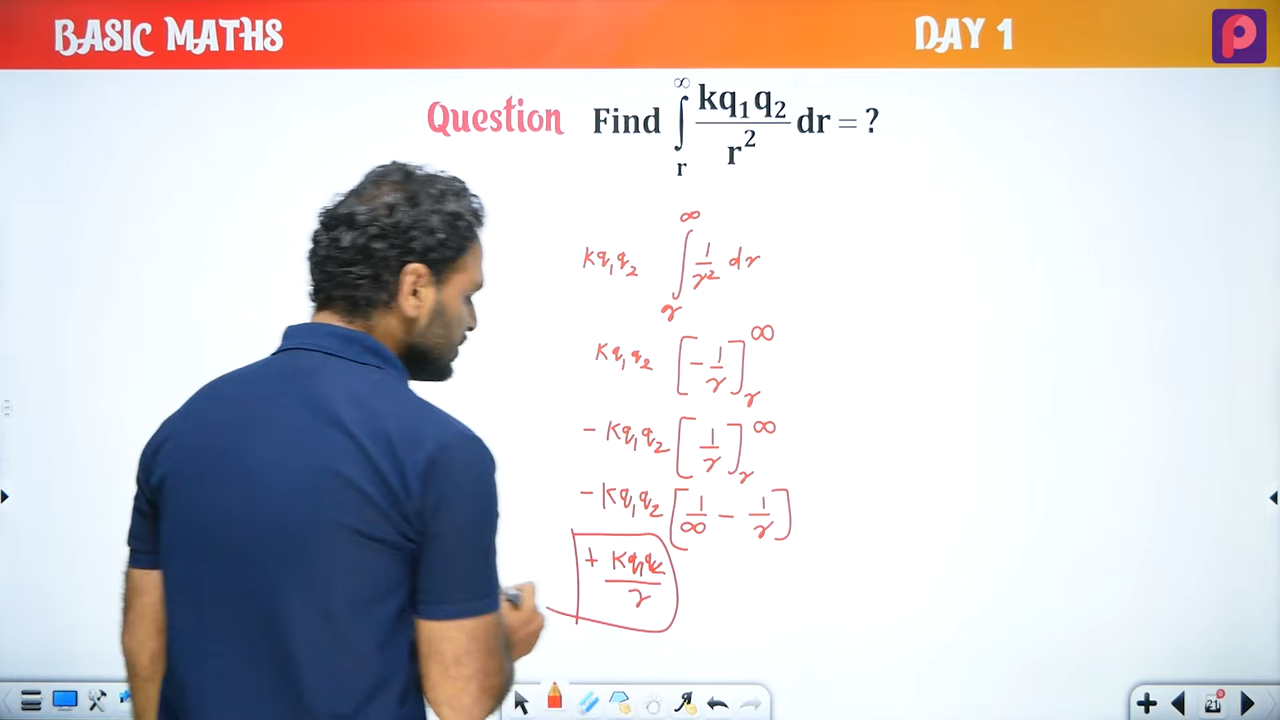 BASIC MATHS
DAY 1
Question Find ∫_r^∞ kq₁q₂/r² dr = ?
kq₁q₂ ∫_r^∞ 1/r² dr
kq₁q₂ [-1/r]_r^∞
- kq₁q₂ [1/r]_r^∞
- kq₁q₂ [1/∞ - 1/r]
+ kq₁q₂/r
21